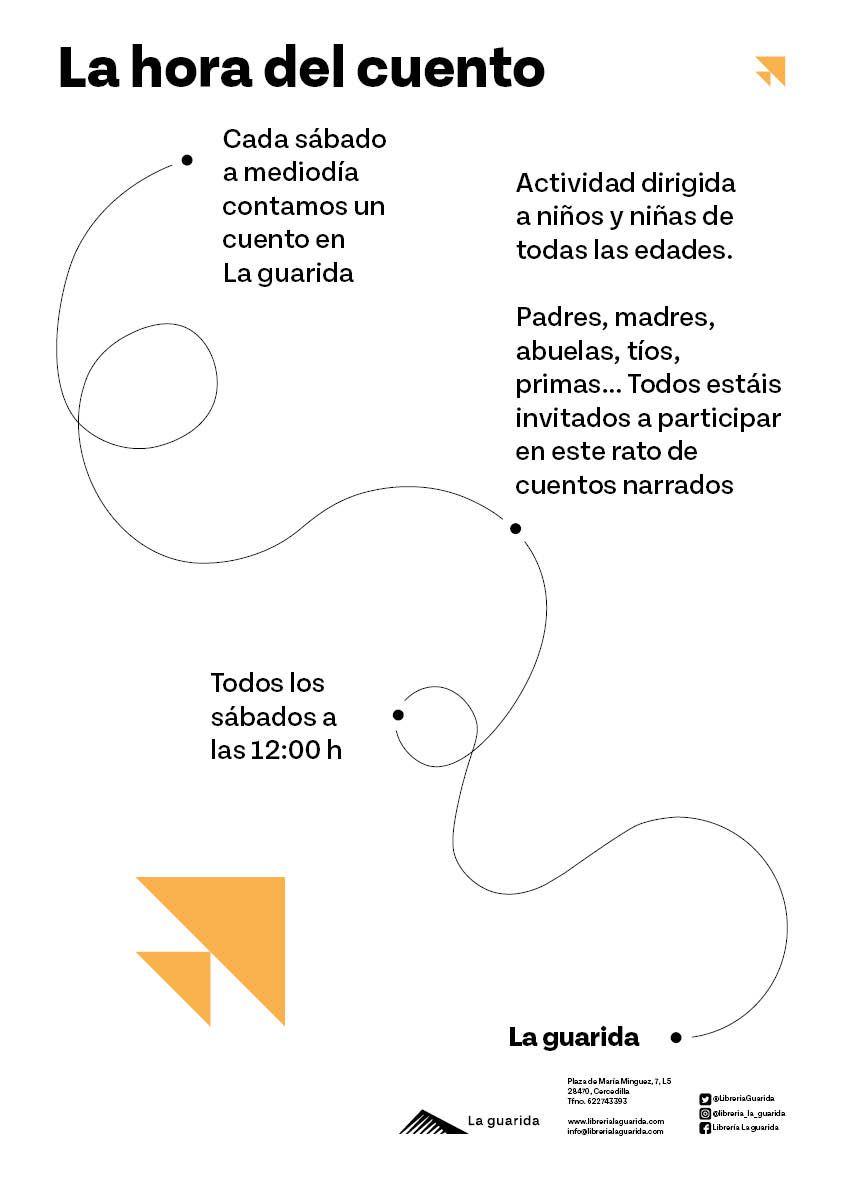 La hora del cuento
Cada sábado
a mediodía
contamos un
cuento en
La guarida
Actividad dirigida
a niños y niñas de
todas las edades.
Padres, madres,
abuelas, tíos,
primas... Todos estáis
invitados a participar
en este rato de
cuentos narrados
Todos los
sábados a
las 12:00 h
La guarida
La guarida
Plaza de María Mínguez, 7, L5
28470, Cercedilla
Tfno. 622743393
www.librerialaguarida.com
info@librerialaguarida.com
@LibreriaGuarida
@libreria_la_guarida
Librería La guarida